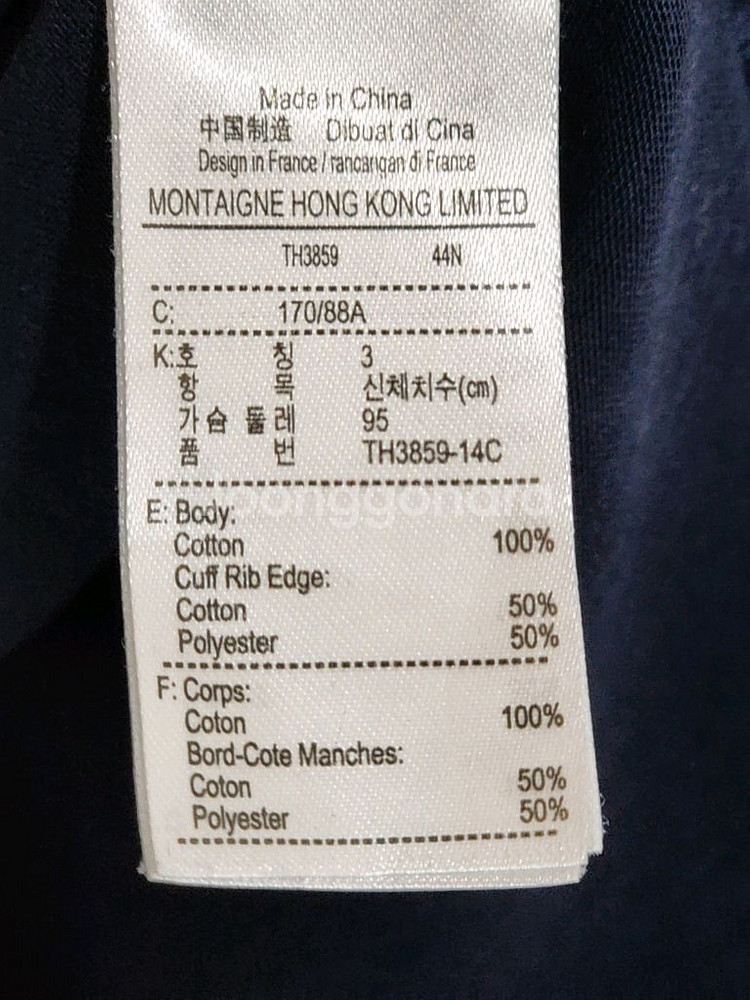 Made in China
中国制造 Dibuat di Cina
Design in France / rancangan di France
MONTAIGNE HONG KONG LIMITED
TH3859 44N
C: 170/88A
K:호 칭 3
항 목 신체치수(cm)
가슴 둘레 95
품 번 TH3859-14C
joonggonara
E: Body:
Cotton 100%
Cuff Rib Edge:
Cotton 50%
Polyester 50%
F: Corps:
Coton 100%
Bord-Cote Manches:
Coton 50%
Polyester 50%